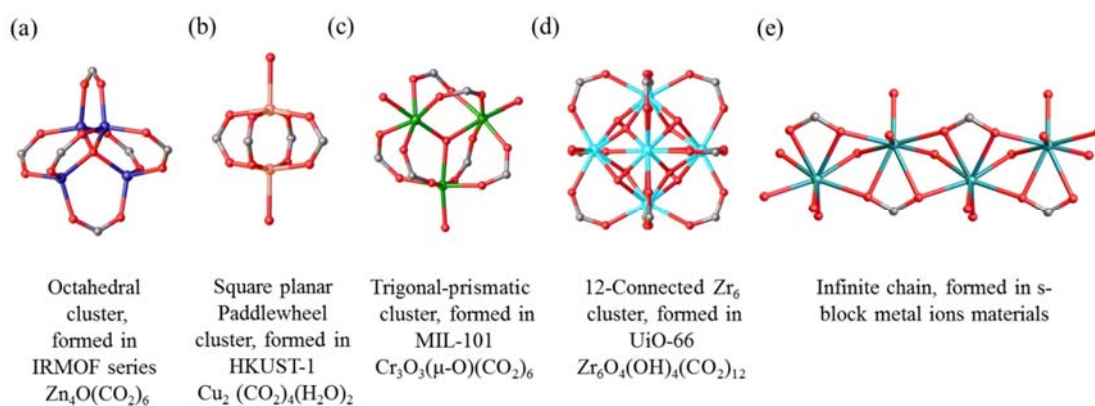 (a)
(b)
(c)
(d)
(e)
Octahedral
cluster,
formed in
IRMOF series
Zn₄O(CO₂)₆
Square planar
Paddlewheel
cluster, formed in
HKUST-1
Cu₂ (CO₂)₄(H₂O)₂
Trigonal-prismatic
cluster, formed in
MIL-101
Cr₃O₃(μ-O)(CO₂)₆
12-Connected Zr₆
cluster, formed in
UiO-66
Zr₆O₄(OH)₄(CO₂)₁₂
Infinite chain, formed in s-
block metal ions materials